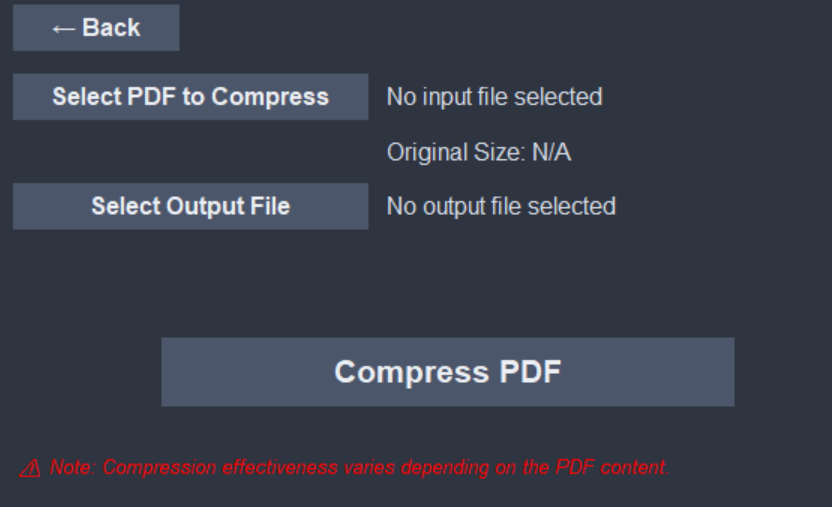 ← Back
Select PDF to Compress No input file selected
Original Size: N/A
Select Output File No output file selected
Compress PDF
⚠ Note: Compression effectiveness varies depending on the PDF content.